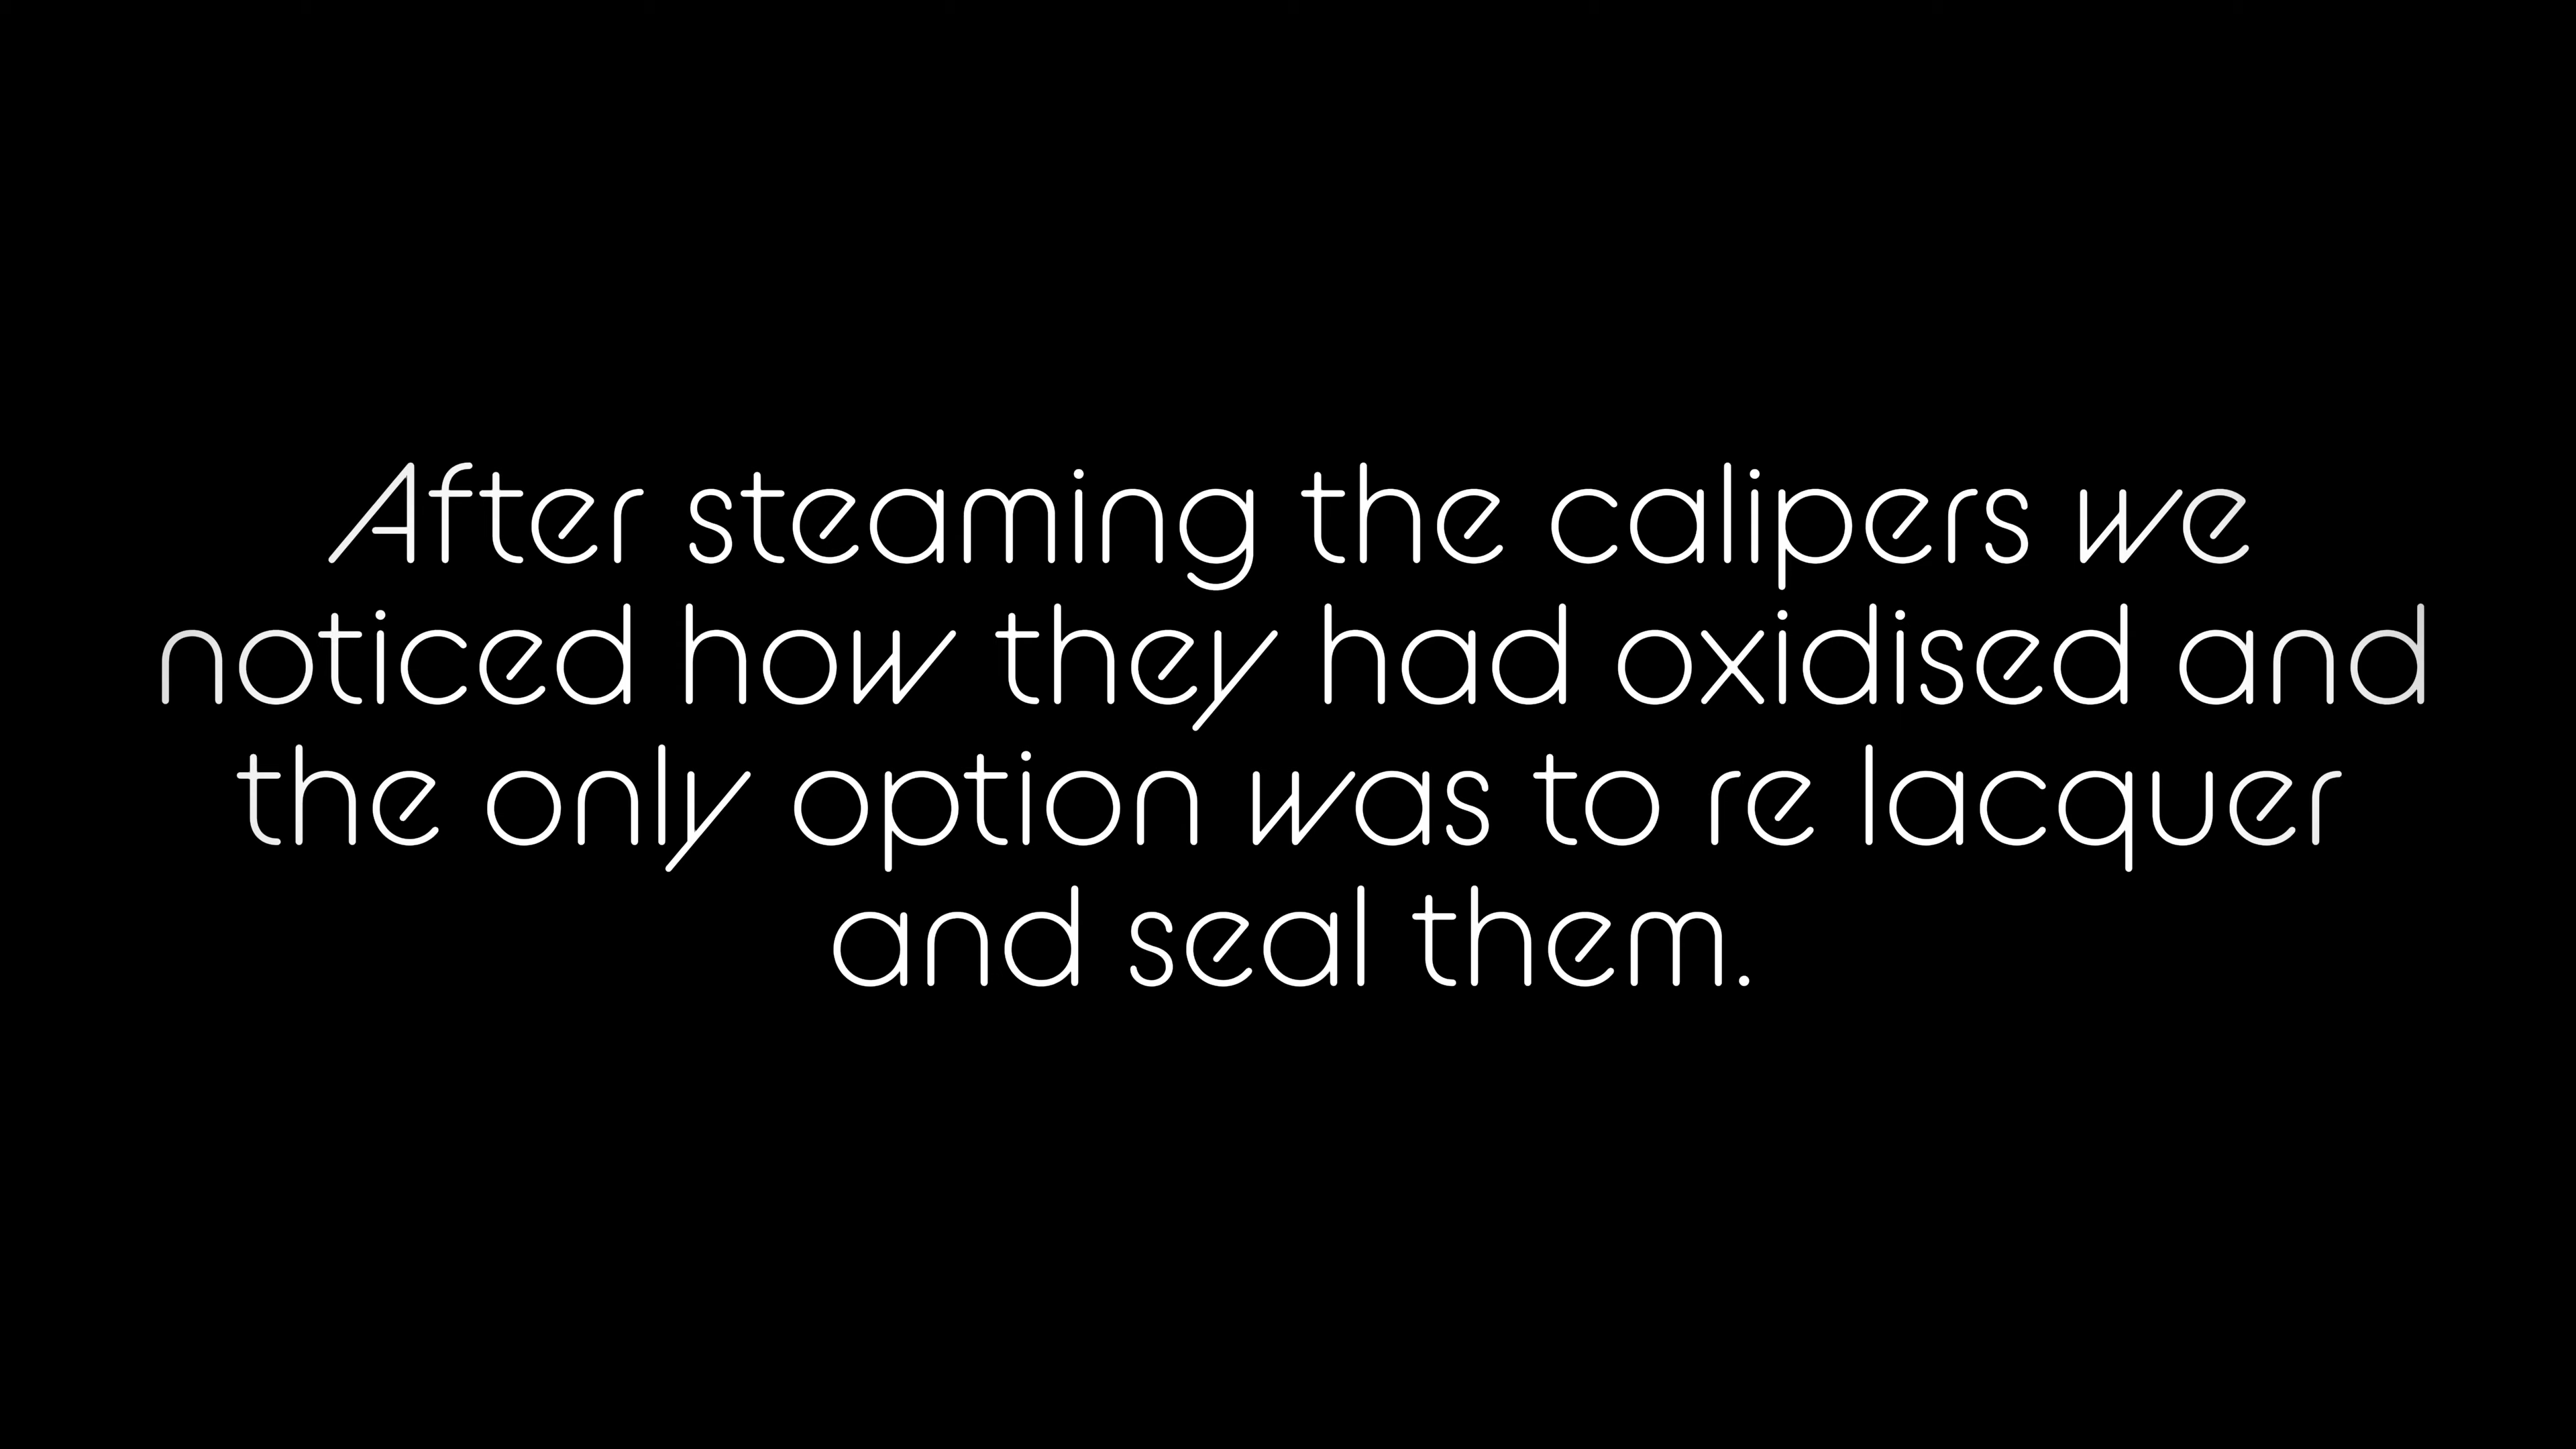 After steaming the calipers we
noticed how they had oxidised and
the only option was to re lacquer
and seal them.